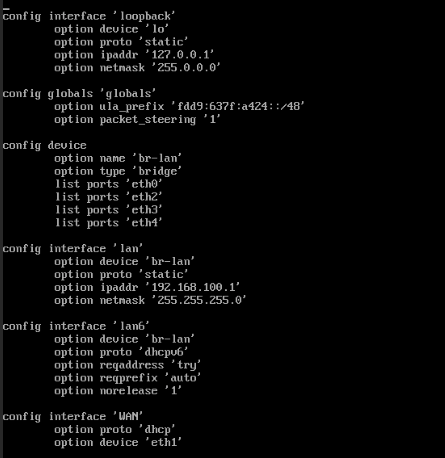 config interface 'loopback'
option device 'lo'
option proto 'static'
option ipaddr '127.0.0.1'
option netmask '255.0.0.0'
config globals 'globals'
option ula_prefix 'fdd9:637f:a424::/48'
option packet_steering '1'
config device
option name 'br-lan'
option type 'bridge'
list ports 'eth0'
list ports 'eth2'
list ports 'eth3'
list ports 'eth4'
config interface 'lan'
option device 'br-lan'
option proto 'static'
option ipaddr '192.168.100.1'
option netmask '255.255.255.0'
config interface 'lan6'
option device 'br-lan'
option proto 'dhcpv6'
option reqaddress 'try'
option reqprefix 'auto'
option norelease '1'
config interface 'WAN'
option proto 'dhcp'
option device 'eth1'